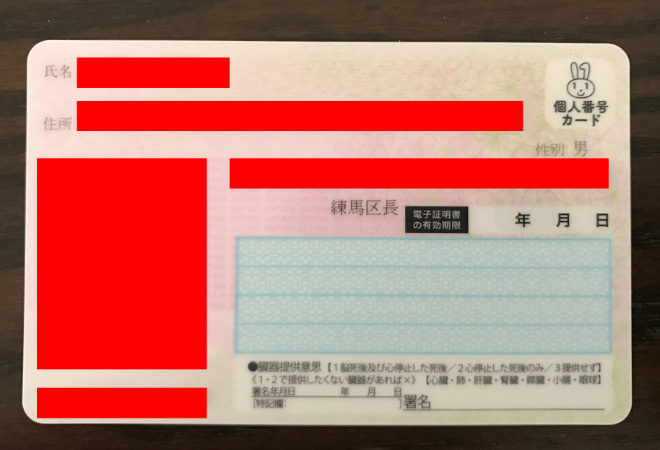 氏名
個人番号
カード
住所
性別 男
練馬区長
電子証明書
の有効期限
年 月 日
●臓器提供意思【1脳死後及び心停止した死後/2心停止した死後のみ/3提供せず】
《1・2で提供したくない臓器があれば×》【心臓・肺・肝臓・腎臓・膵臓・小腸・眼球】
署名年月日 年 月 日
[特記欄: ]署名